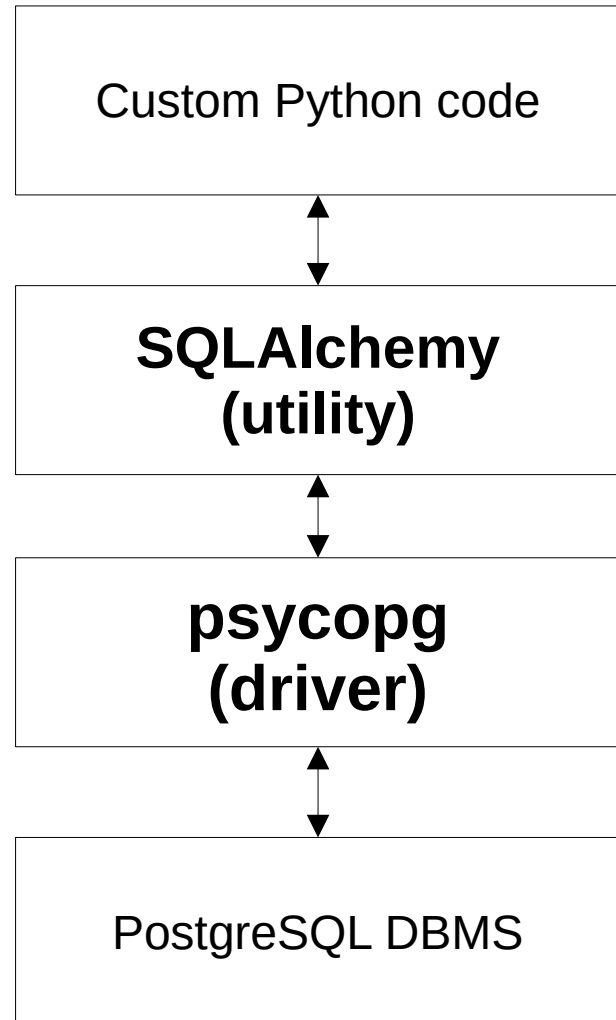 Custom Python code
SQLAlchemy
(utility)
psycopg
(driver)
PostgreSQL DBMS